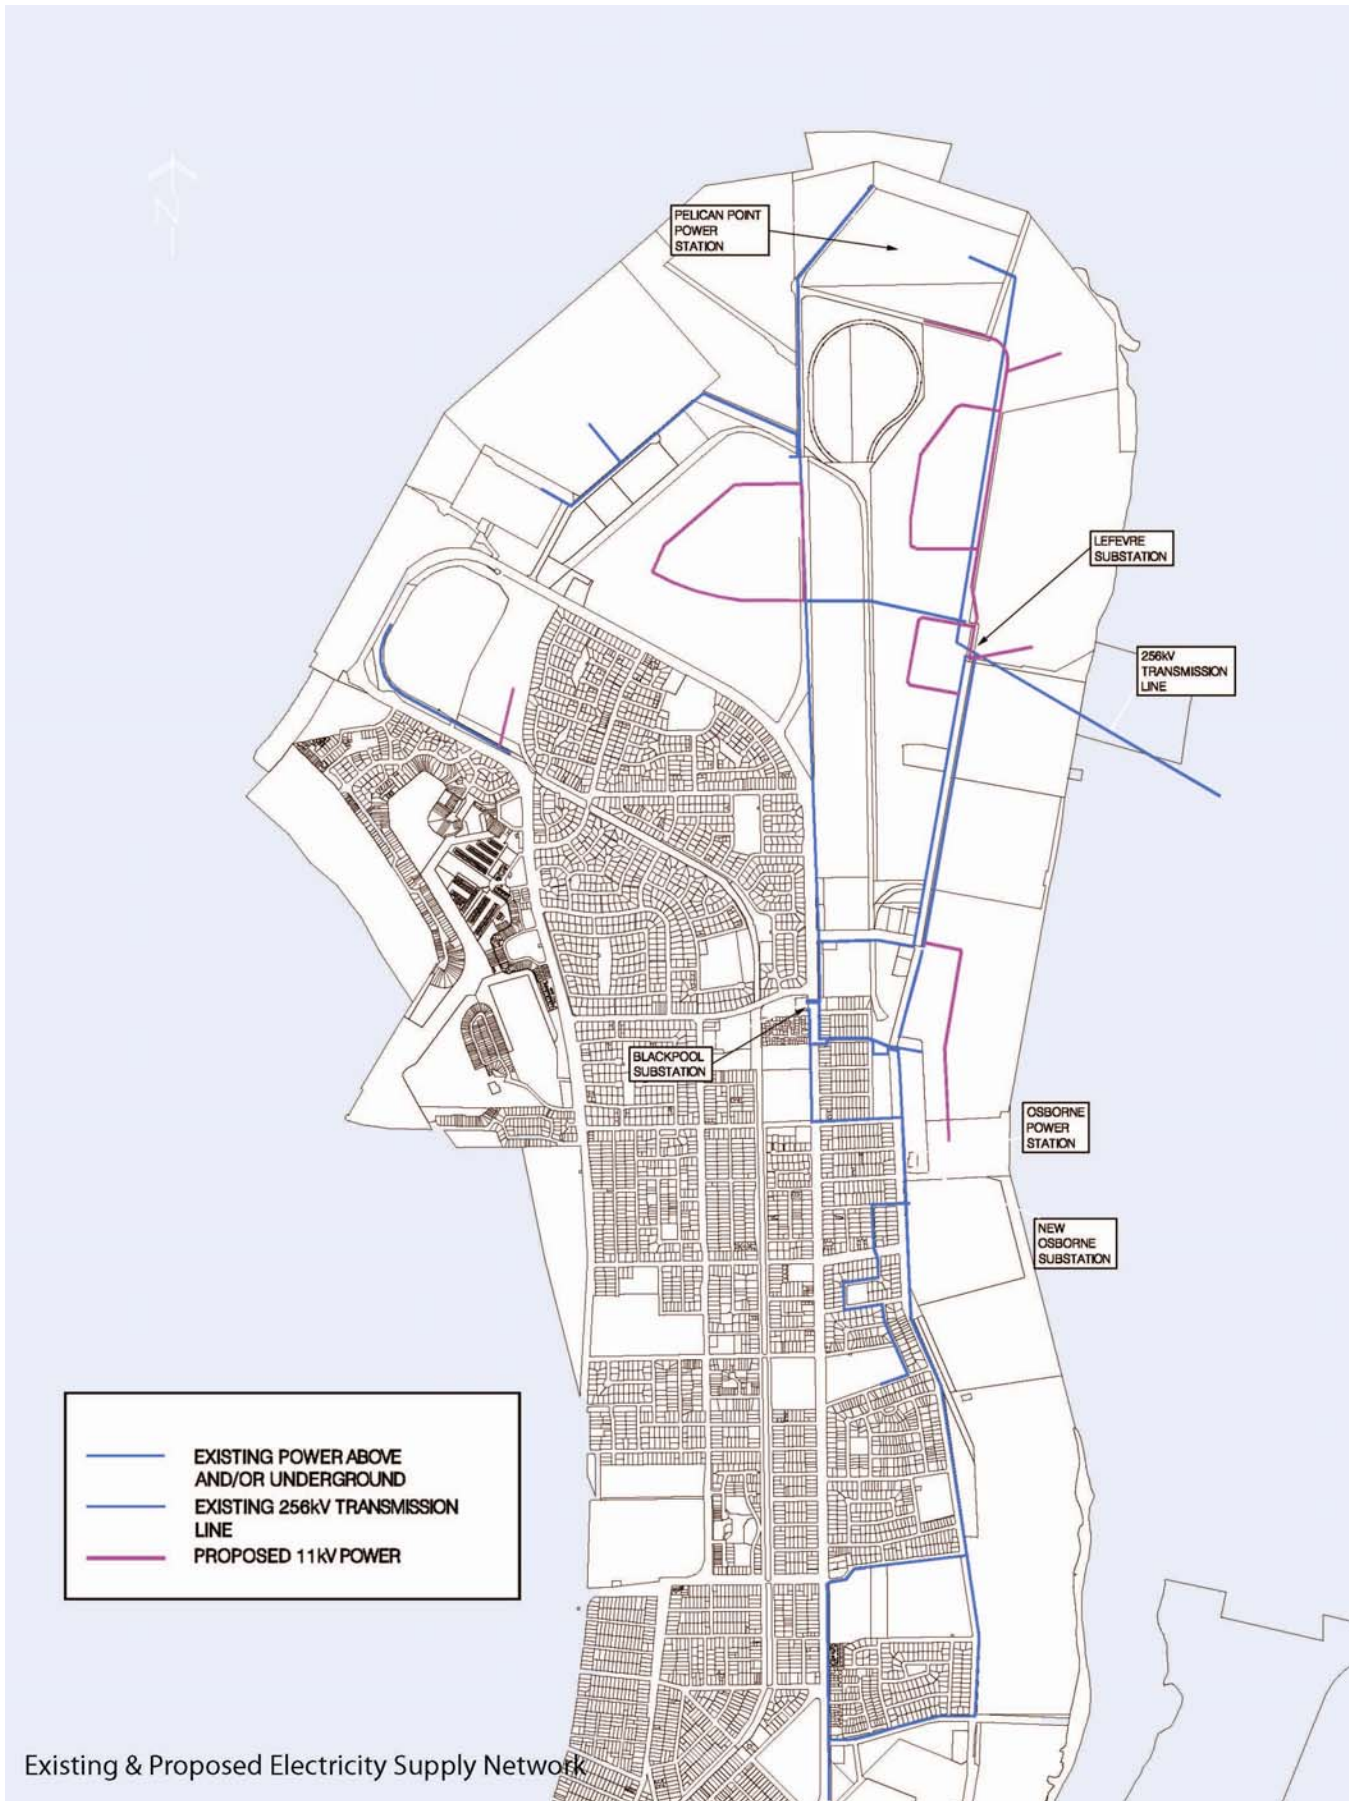 N
PELICAN POINT
POWER
STATION
LEFEVRE
SUBSTATION
256kV
TRANSMISSION
LINE
BLACKPOOL
SUBSTATION
OSBORNE
POWER
STATION
NEW
OSBORNE
SUBSTATION
EXISTING POWER ABOVE
AND/OR UNDERGROUND
EXISTING 256kV TRANSMISSION
LINE
PROPOSED 11kV POWER
Existing & Proposed Electricity Supply Network